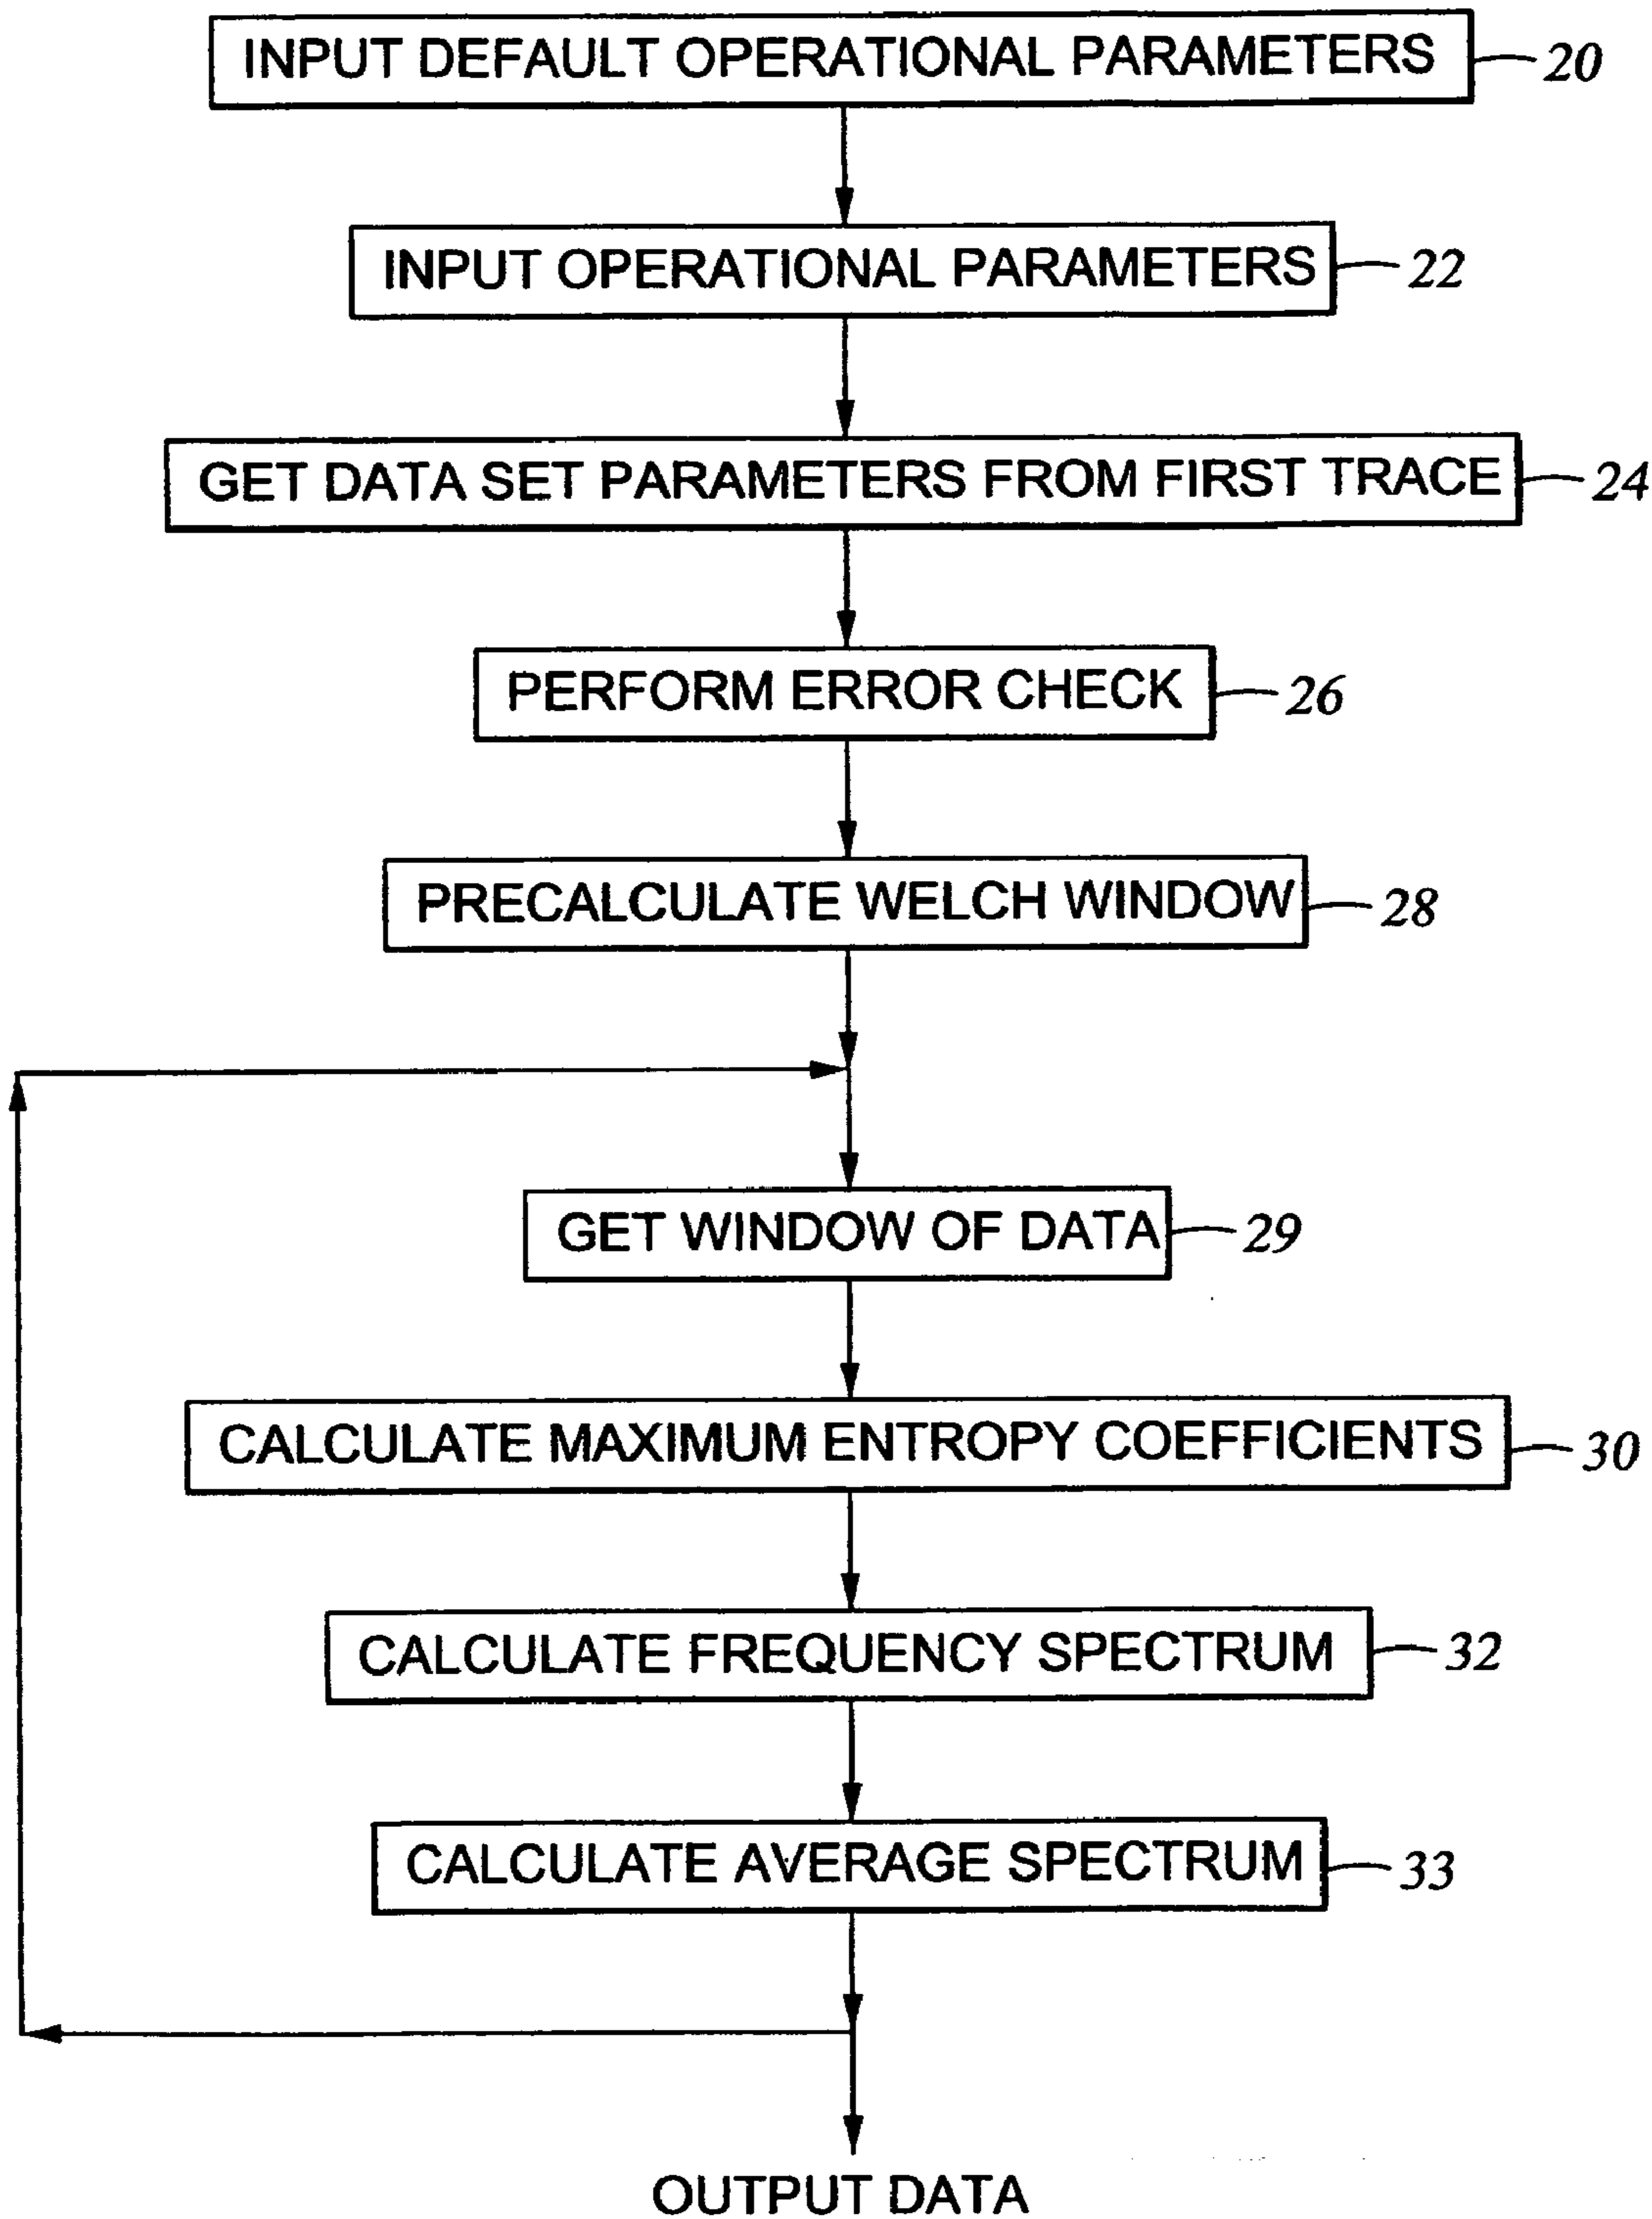 INPUT DEFAULT OPERATIONAL PARAMETERS 20
INPUT OPERATIONAL PARAMETERS 22
GET DATA SET PARAMETERS FROM FIRST TRACE 24
PERFORM ERROR CHECK 26
PRECALCULATE WELCH WINDOW 28
GET WINDOW OF DATA 29
CALCULATE MAXIMUM ENTROPY COEFFICIENTS 30
CALCULATE FREQUENCY SPECTRUM 32
CALCULATE AVERAGE SPECTRUM 33
OUTPUT DATA